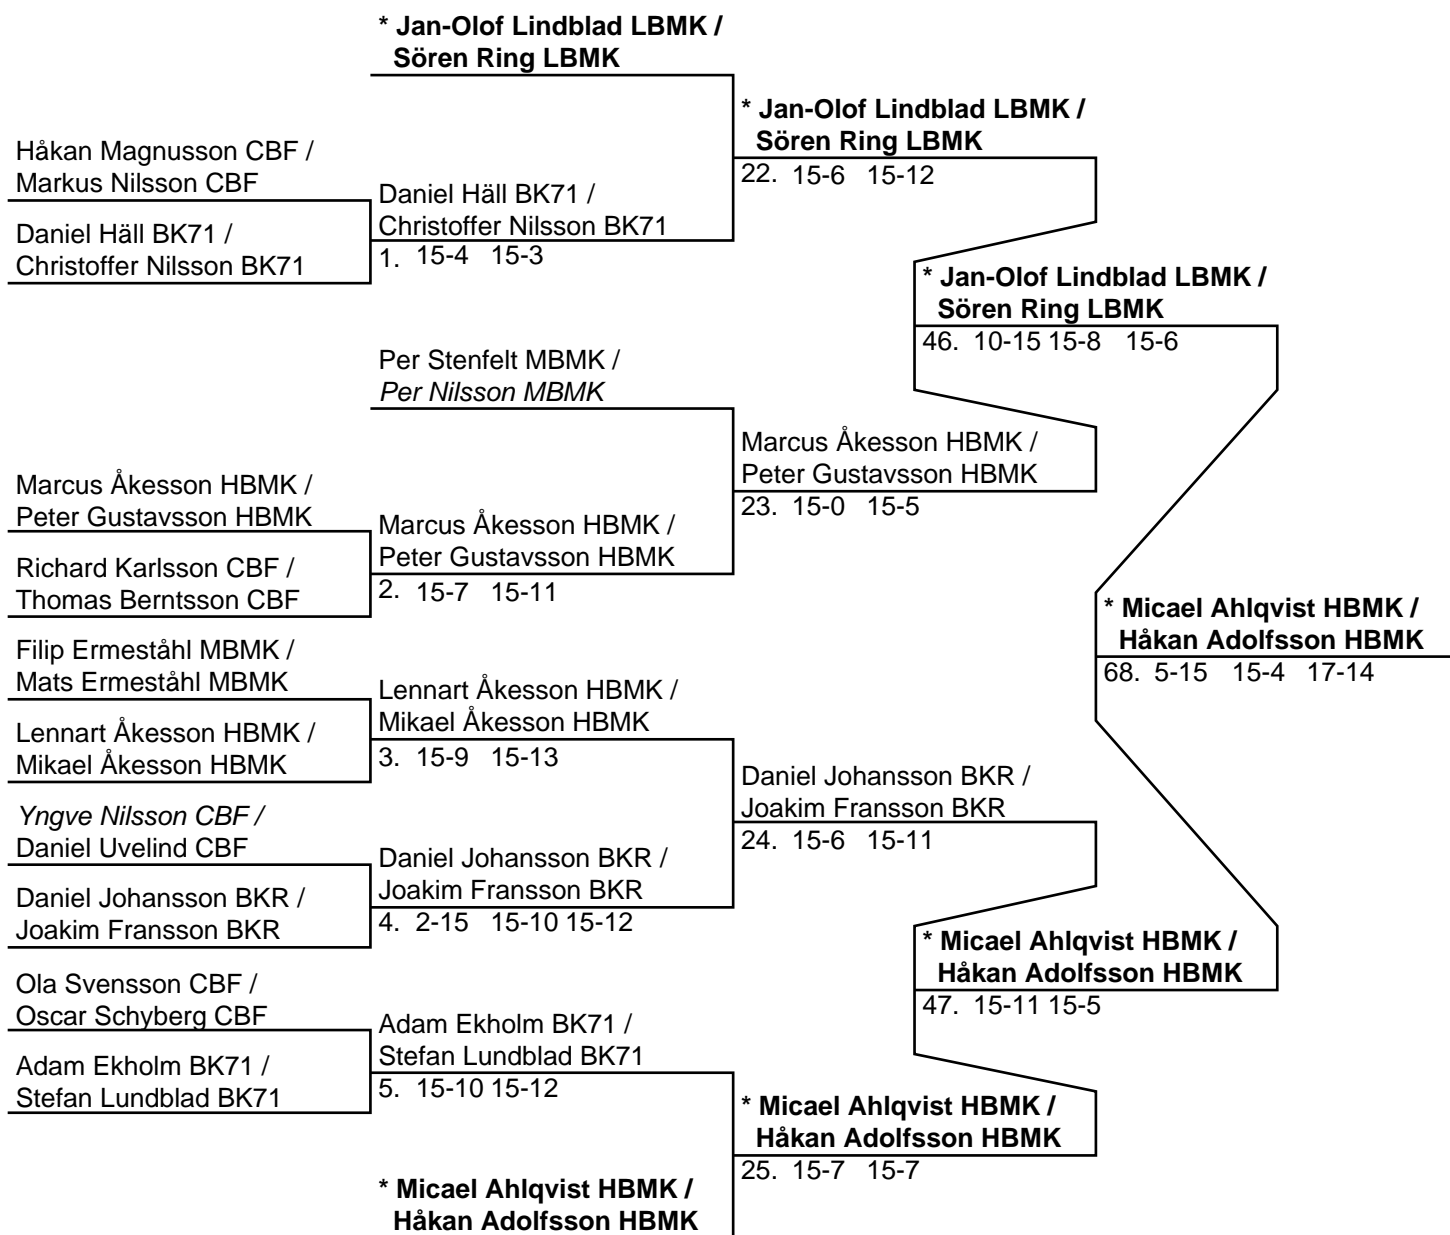 * Jan-Olof Lindblad LBMK /
Sören Ring LBMK
* Jan-Olof Lindblad LBMK /
Sören Ring LBMK
22. 15-6 15-12
Håkan Magnusson CBF /
Markus Nilsson CBF
Daniel Häll BK71 /
Christoffer Nilsson BK71
1. 15-4 15-3
Daniel Häll BK71 /
Christoffer Nilsson BK71
* Jan-Olof Lindblad LBMK /
Sören Ring LBMK
46. 10-15 15-8 15-6
Per Stenfelt MBMK /
Per Nilsson MBMK
Marcus Åkesson HBMK /
Peter Gustavsson HBMK
23. 15-0 15-5
Marcus Åkesson HBMK /
Peter Gustavsson HBMK
Marcus Åkesson HBMK /
Peter Gustavsson HBMK
2. 15-7 15-11
Richard Karlsson CBF /
Thomas Berntsson CBF
* Micael Ahlqvist HBMK /
Håkan Adolfsson HBMK
68. 5-15 15-4 17-14
Filip Ermeståhl MBMK /
Mats Ermeståhl MBMK
Lennart Åkesson HBMK /
Mikael Åkesson HBMK
3. 15-9 15-13
Lennart Åkesson HBMK /
Mikael Åkesson HBMK
Daniel Johansson BKR /
Joakim Fransson BKR
24. 15-6 15-11
Yngve Nilsson CBF /
Daniel Uvelind CBF
Daniel Johansson BKR /
Joakim Fransson BKR
4. 2-15 15-10 15-12
Daniel Johansson BKR /
Joakim Fransson BKR
* Micael Ahlqvist HBMK /
Håkan Adolfsson HBMK
47. 15-11 15-5
Ola Svensson CBF /
Oscar Schyberg CBF
Adam Ekholm BK71 /
Stefan Lundblad BK71
5. 15-10 15-12
Adam Ekholm BK71 /
Stefan Lundblad BK71
* Micael Ahlqvist HBMK /
Håkan Adolfsson HBMK
25. 15-7 15-7
* Micael Ahlqvist HBMK /
Håkan Adolfsson HBMK